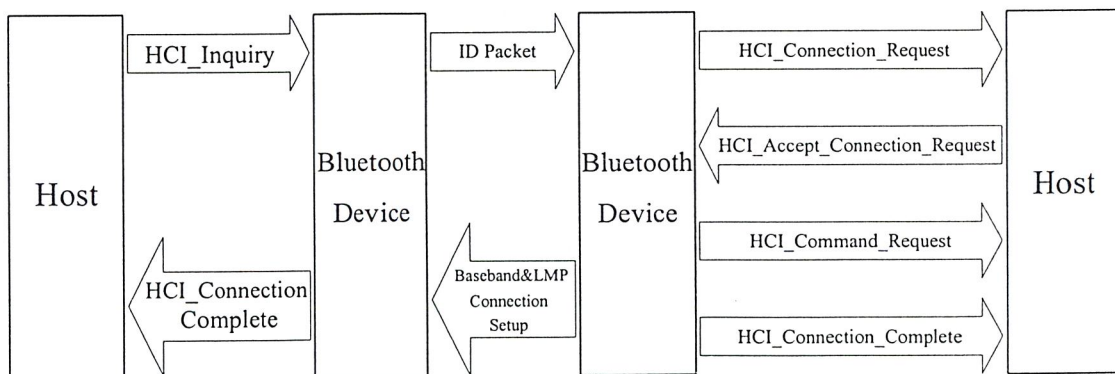 HCI_Inquiry
ID Packet
HCI_Connection_Request
HCI_Accept_Connection_Request
Host
Bluetooth
Device
Bluetooth
Device
Host
HCI_Command_Request
HCI_Connection
Complete
Baseband&LMP
Connection
Setup
HCI_Connection_Complete